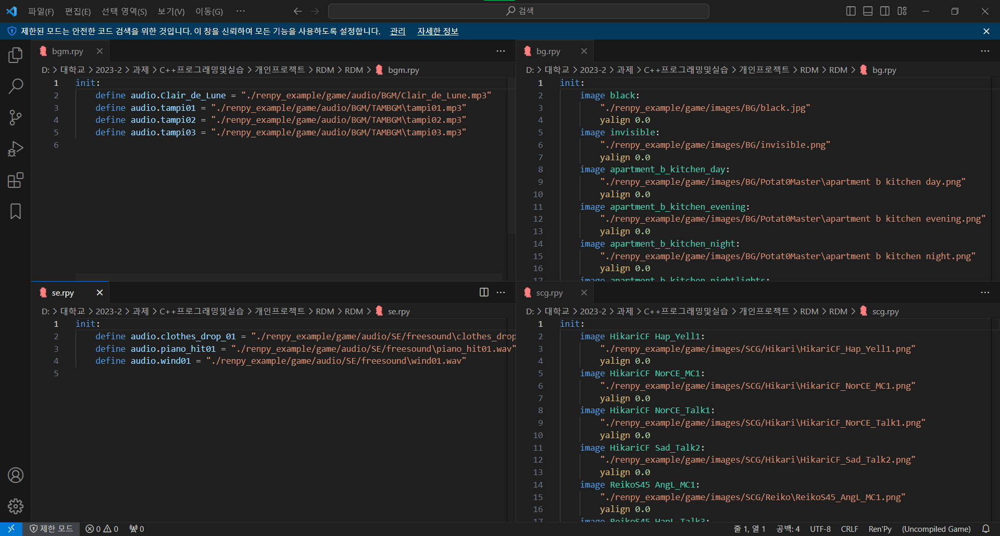 파일(F) 편집(E) 선택 영역(S) 보기(V) 이동(G) ··· 검색
제한된 모드는 안전한 코드 검색을 위한 것입니다. 이 창을 신뢰하여 모든 기능을 사용하도록 설정합니다. 관리 자세한 정보
bgm.rpy
D: > 대학교 > 2023-2 > 과제 > C++프로그래밍및실습 > 개인프로젝트 > RDM > RDM > bgm.rpy
1 init:
2 define audio.Clair_de_Lune = "./renpy_example/game/audio/BGM/Clair_de_Lune.mp3"
3 define audio.tampi01 = "./renpy_example/game/audio/BGM/TAMBGM\tampi01.mp3"
4 define audio.tampi02 = "./renpy_example/game/audio/BGM/TAMBGM\tampi02.mp3"
5 define audio.tampi03 = "./renpy_example/game/audio/BGM/TAMBGM\tampi03.mp3"
6
bg.rpy
D: > 대학교 > 2023-2 > 과제 > C++프로그래밍및실습 > 개인프로젝트 > RDM > RDM > bg.rpy
1 init:
2 image black:
3 "./renpy_example/game/images/BG/black.jpg"
4 yalign 0.0
5 image invisible:
6 "./renpy_example/game/images/BG/invisible.png"
7 yalign 0.0
8 image apartment_b_kitchen_day:
9 "./renpy_example/game/images/BG/Potat0Master\apartment b kitchen day.png"
10 yalign 0.0
11 image apartment_b_kitchen_evening:
12 "./renpy_example/game/images/BG/Potat0Master\apartment b kitchen evening.png"
13 yalign 0.0
14 image apartment_b_kitchen_night:
15 "./renpy_example/game/images/BG/Potat0Master\apartment b kitchen night.png"
16 yalign 0.0
17 image apartment_b_kitchen_nightlights:
se.rpy
D: > 대학교 > 2023-2 > 과제 > C++프로그래밍및실습 > 개인프로젝트 > RDM > RDM > se.rpy
1 init:
2 define audio.clothes_drop_01 = "./renpy_example/game/audio/SE/freesound\clothes_drop
3 define audio.piano_hit01 = "./renpy_example/game/audio/SE/freesound\piano_hit01.wav"
4 define audio.wind01 = "./renpy_example/game/audio/SE/freesound\wind01.wav"
5
scg.rpy
D: > 대학교 > 2023-2 > 과제 > C++프로그래밍및실습 > 개인프로젝트 > RDM > RDM > scg.rpy
1 init:
2 image HikariCF Hap_Yell1:
3 "./renpy_example/game/images/SCG/Hikari\HikariCF_Hap_Yell1.png"
4 yalign 0.0
5 image HikariCF NorCE_MC1:
6 "./renpy_example/game/images/SCG/Hikari\HikariCF_NorCE_MC1.png"
7 yalign 0.0
8 image HikariCF NorCE_Talk1:
9 "./renpy_example/game/images/SCG/Hikari\HikariCF_NorCE_Talk1.png"
10 yalign 0.0
11 image HikariCF Sad_Talk2:
12 "./renpy_example/game/images/SCG/Hikari\HikariCF_Sad_Talk2.png"
13 yalign 0.0
14 image ReikoS45 AngL_MC1:
15 "./renpy_example/game/images/SCG/Reiko\ReikoS45_AngL_MC1.png"
16 yalign 0.0
17 image ReikoS45 HapL_Talk3:
제한 모드 0 0 0 줄 1, 열 1 공백: 4 UTF-8 CRLF Ren'Py (Uncompiled Game)